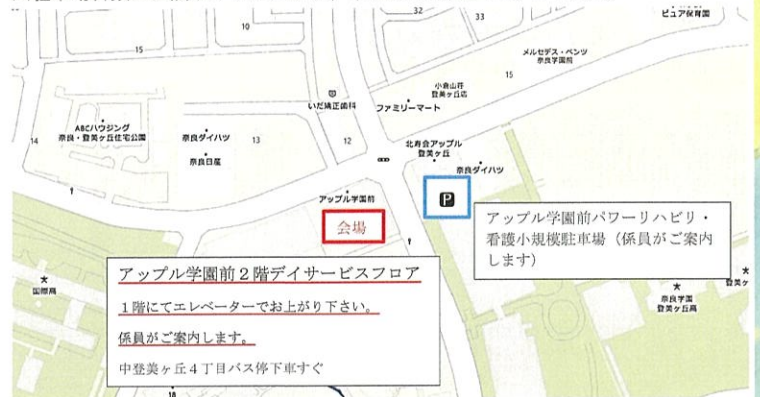 32
33
ピュア保育園
10
15
メルセデス・ベンツ
奈良学園前
15
小倉山荘
登美ヶ丘店
いだ矯正歯科
ファミリーマート
ABCハウジング
奈良・登美ヶ丘住宅公園
奈良ダイハツ
13
12
14
奈良日産
北寿会アップル
登美ヶ丘
奈良ダイハツ
アップル学園前
P
会場
アップル学園前パワーリハビリ・
看護小規模駐車場（係員がご案内
します）
アップル学園前２階デイサービスフロア
１階にてエレベーターでお上がり下さい。
係員がご案内します。
中登美ヶ丘４丁目バス停下車すぐ
国際高
奈良学園
登美ヶ丘高
登美ヶ
18